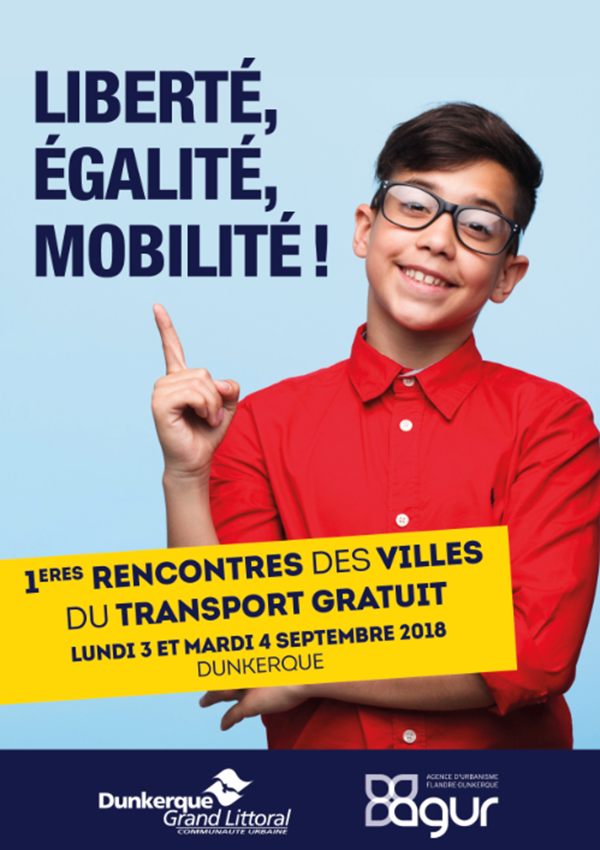 LIBERTÉ,
ÉGALITÉ,
MOBILITÉ !
1ERES RENCONTRES DES VILLES
DU TRANSPORT GRATUIT
LUNDI 3 ET MARDI 4 SEPTEMBRE 2018
DUNKERQUE
Dunkerque
Grand Littoral
COMMUNAUTÉ URBAINE
AGENCE D'URBANISME
FLANDRE-DUNKERQUE
agur